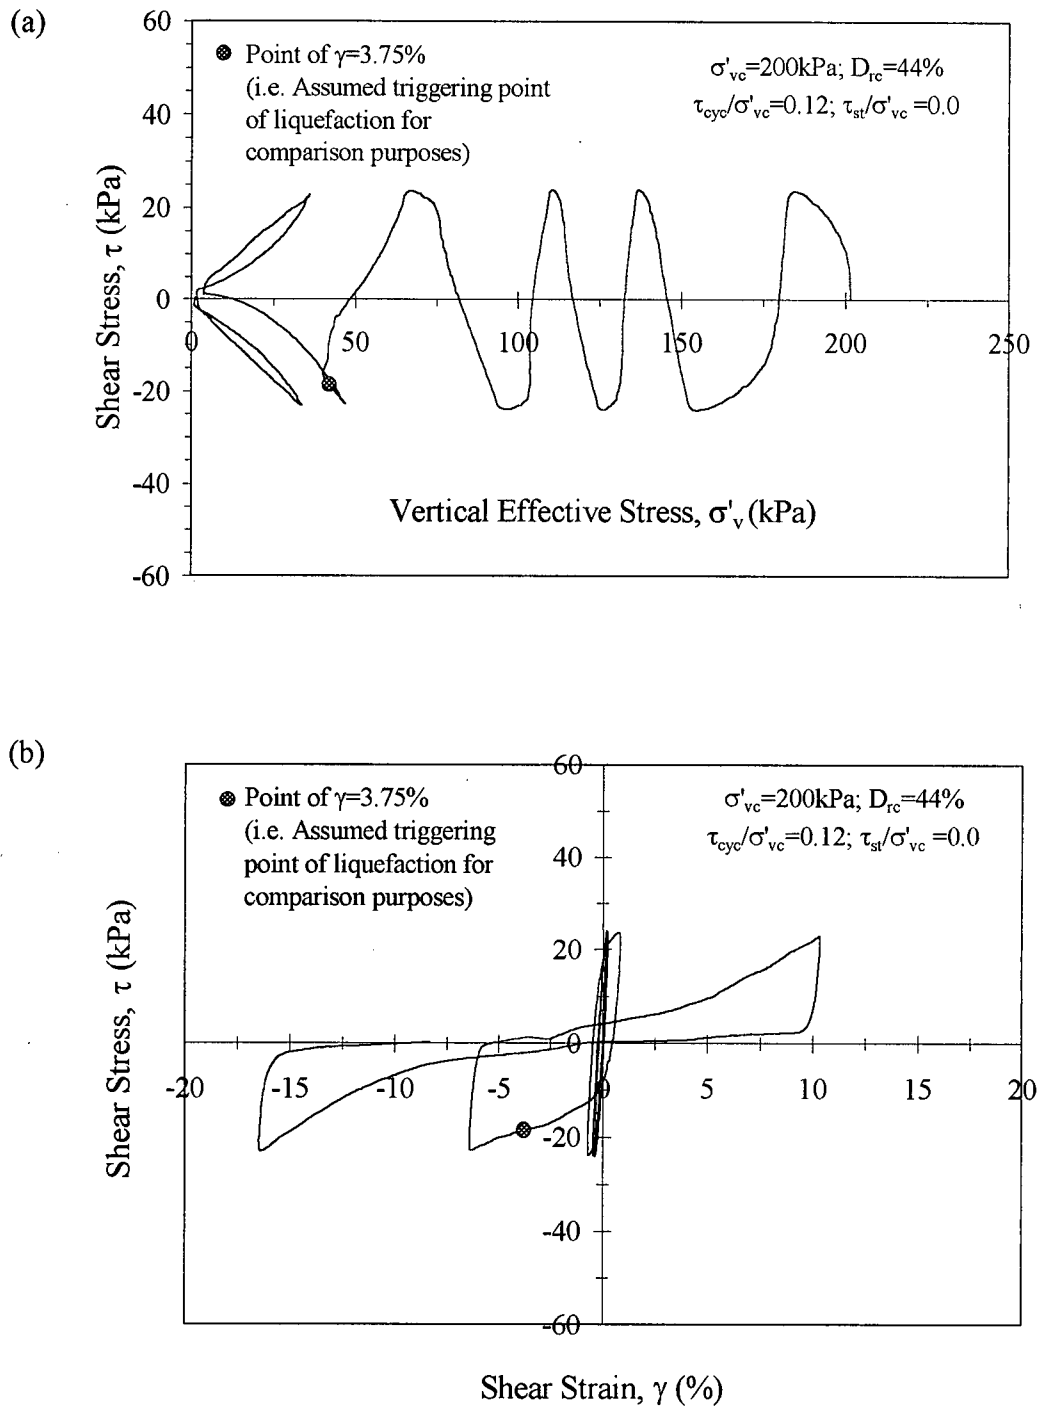 (a)
60
40
20
0
-20
-40
-60
Shear Stress, τ (kPa)
Point of γ=3.75%
(i.e. Assumed triggering point
of liquefaction for
comparison purposes)
σ'vc=200kPa; Drc=44%
τcyc/σ'vc=0.12; τst/σ'vc =0.0
0 50 100 150 200 250
Vertical Effective Stress, σ'v (kPa)
(b)
60
40
20
0
-20
-40
-60
Shear Stress, τ (kPa)
Point of γ=3.75%
(i.e. Assumed triggering
point of liquefaction for
comparison purposes)
σ'vc=200kPa; Drc=44%
τcyc/σ'vc=0.12; τst/σ'vc =0.0
-20 -15 -10 -5 0 5 10 15 20
Shear Strain, γ (%)